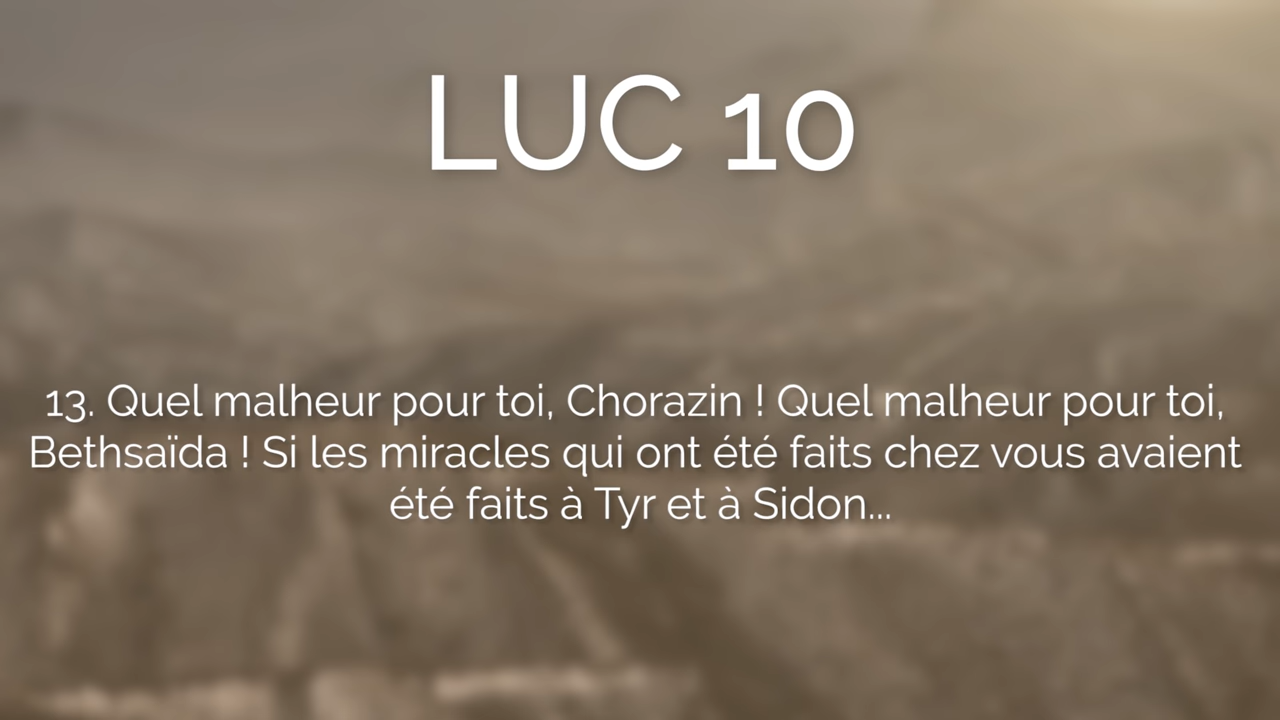 LUC 10
13. Quel malheur pour toi, Chorazin ! Quel malheur pour toi,
Bethsaïda ! Si les miracles qui ont été faits chez vous avaient
été faits à Tyr et à Sidon...